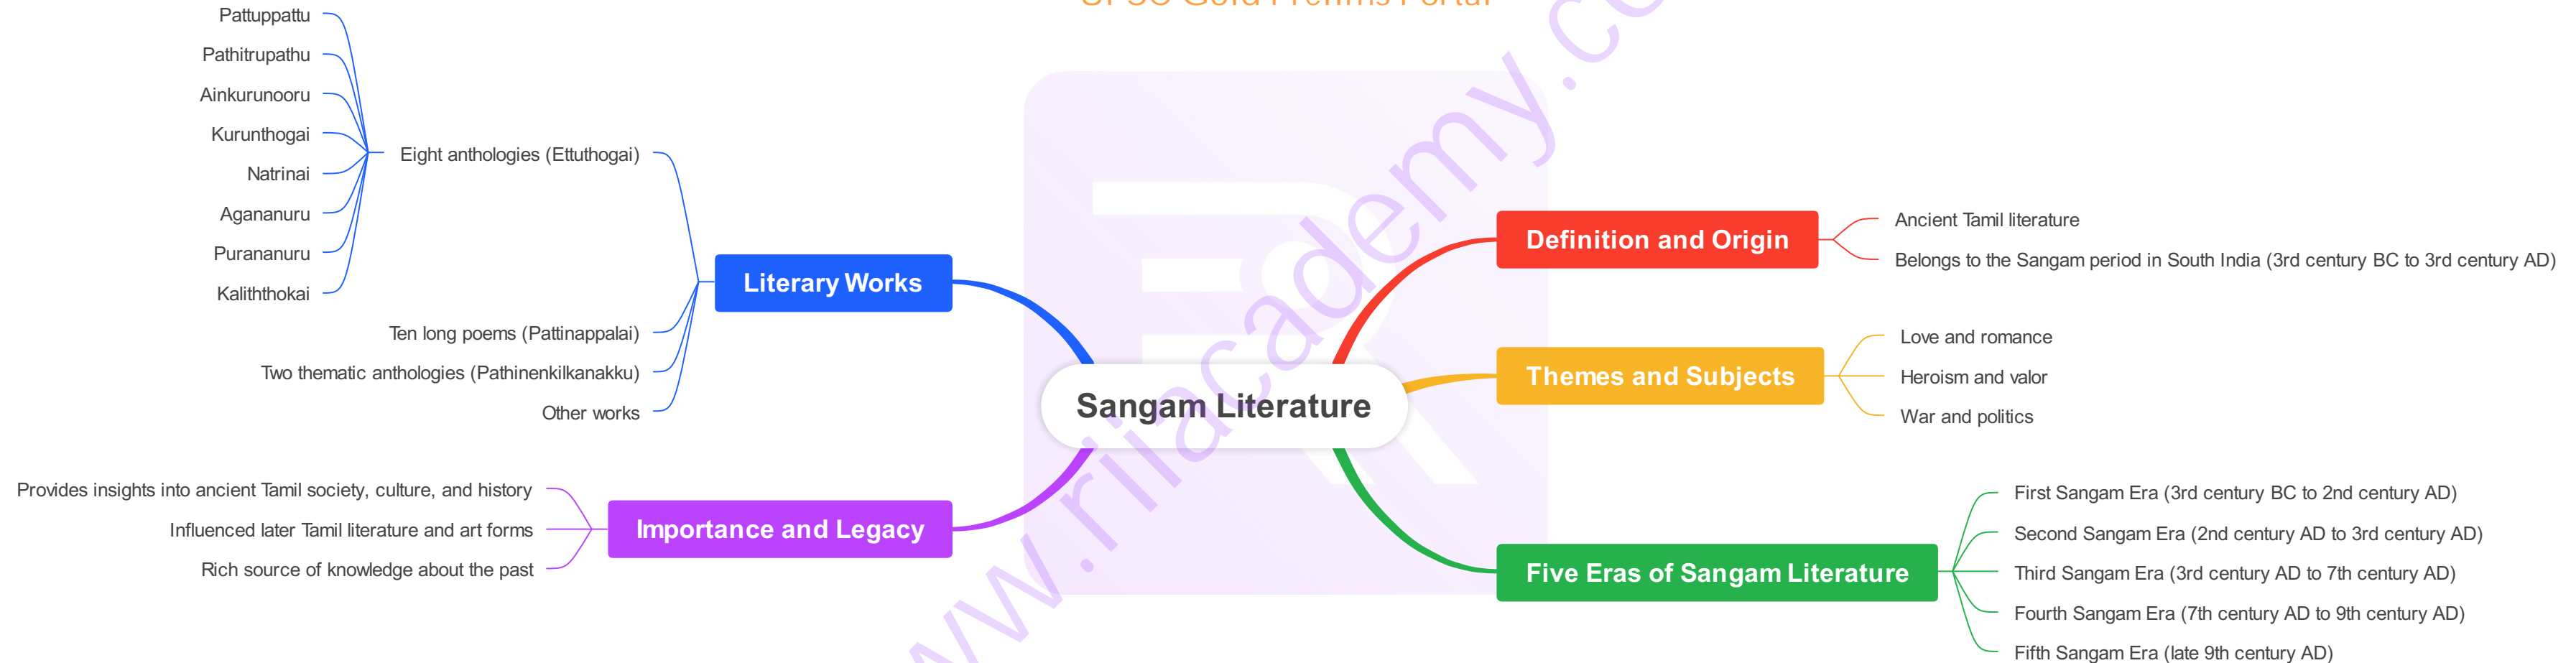 UPSC Gold Prelims Portal
Pattuppattu
Pathitrupathu
Ainkurunooru
Kurunthogai
Natrinai
Agananuru
Purananuru
Kaliththokai
Eight anthologies (Ettuthogai)
Ten long poems (Pattinappalai)
Two thematic anthologies (Pathinenkilkanakku)
Other works
Literary Works
Provides insights into ancient Tamil society, culture, and history
Influenced later Tamil literature and art forms
Rich source of knowledge about the past
Importance and Legacy
Sangam Literature
Definition and Origin
Ancient Tamil literature
Belongs to the Sangam period in South India (3rd century BC to 3rd century AD)
Themes and Subjects
Love and romance
Heroism and valor
War and politics
Five Eras of Sangam Literature
First Sangam Era (3rd century BC to 2nd century AD)
Second Sangam Era (2nd century AD to 3rd century AD)
Third Sangam Era (3rd century AD to 7th century AD)
Fourth Sangam Era (7th century AD to 9th century AD)
Fifth Sangam Era (late 9th century AD)